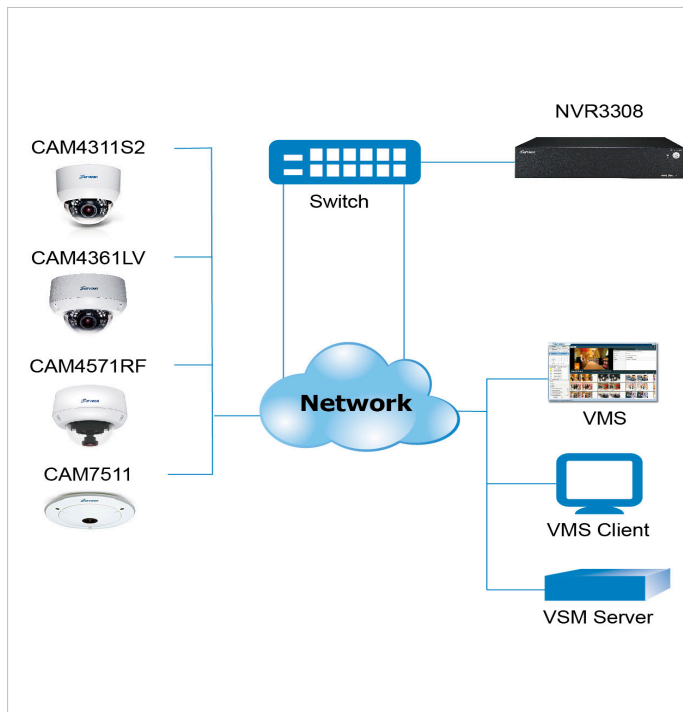 NVR3308
CAM4311S2
Switch
CAM4361LV
CAM4571RF
Network
VMS
CAM7511
VMS Client
VSM Server